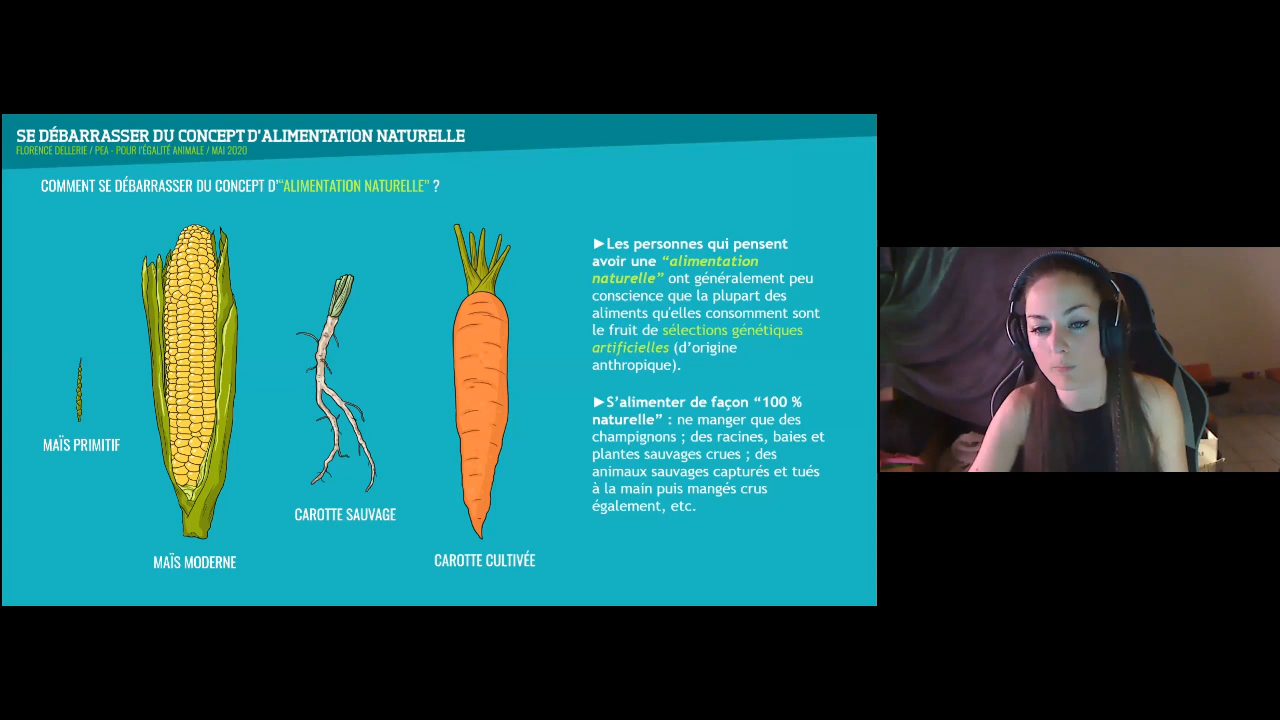 SE DÉBARRASSER DU CONCEPT D'ALIMENTATION NATURELLE
FLORENCE DELLERIE / PEA - POUR l'ÉGALITÉ ANIMALE / MAI 2020
COMMENT SE DÉBARRASSER DU CONCEPT D'“ALIMENTATION NATURELLE” ?
MAÏS PRIMITIF
MAÏS MODERNE
CAROTTE SAUVAGE
CAROTTE CULTIVÉE
►Les personnes qui pensent
avoir une “alimentation
naturelle” ont généralement peu
conscience que la plupart des
aliments qu'elles consomment sont
le fruit de sélections génétiques
artificielles (d’origine
anthropique).
►S’alimenter de façon “100 %
naturelle” : ne manger que des
champignons ; des racines, baies et
plantes sauvages crues ; des
animaux sauvages capturés et tués
à la main puis mangés crus
également, etc.